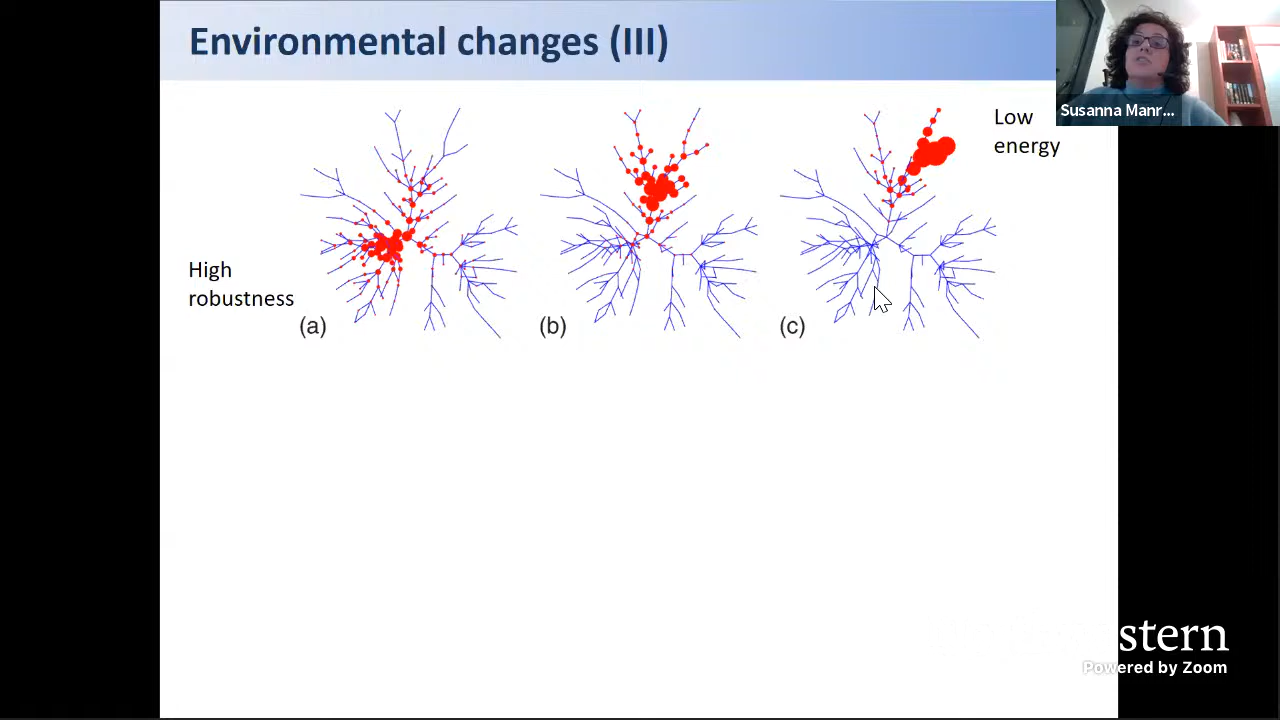 Environmental changes (III)
Susanna Manr...
Low
energy
High
robustness
(a)
(b)
(c)
stern
Powered by Zoom